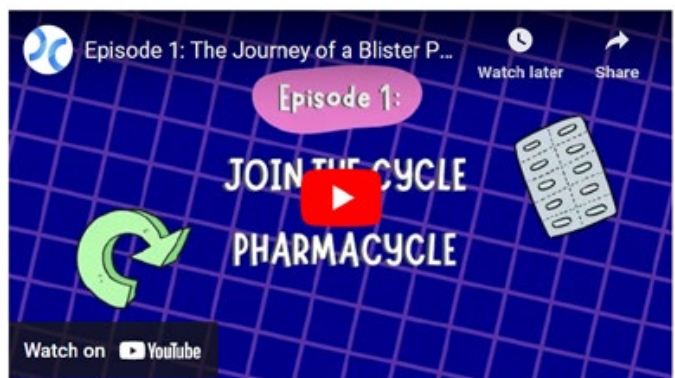 Episode 1: The Journey of a Blister P...
Watch later
Share
Episode 1:
JOIN THE CYCLE
PHARMACYCLE
Watch on YouTube